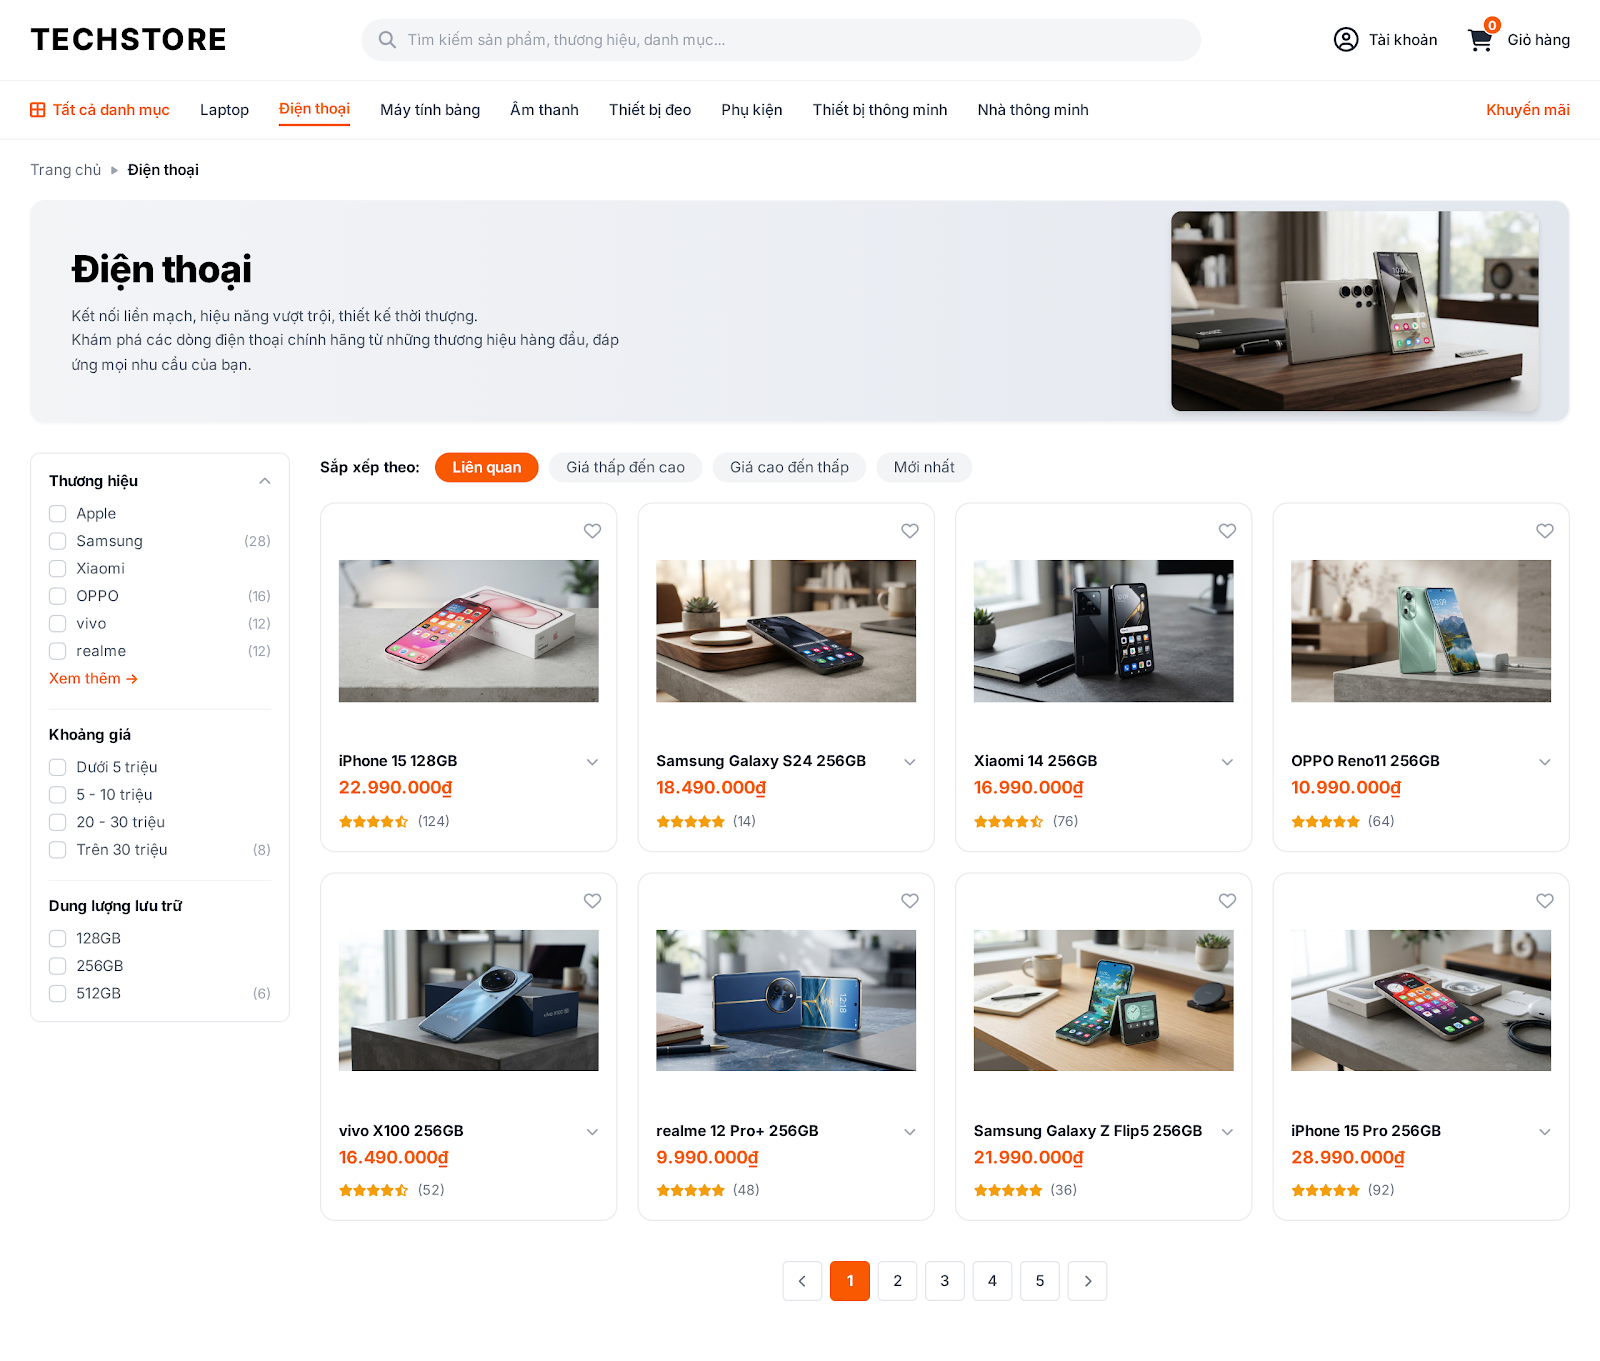 TECHSTORE
Tìm kiếm sản phẩm, thương hiệu, danh mục...
Tài khoản
0
Giỏ hàng
Tất cả danh mục
Laptop
Điện thoại
Máy tính bảng
Âm thanh
Thiết bị đeo
Phụ kiện
Thiết bị thông minh
Nhà thông minh
Khuyến mãi
Trang chủ
Điện thoại
Điện thoại
Kết nối liền mạch, hiệu năng vượt trội, thiết kế thời thượng.
Khám phá các dòng điện thoại chính hãng từ những thương hiệu hàng đầu, đáp
ứng mọi nhu cầu của bạn.
Thương hiệu
Apple
Samsung (28)
Xiaomi
OPPO (16)
vivo (12)
realme (12)
Xem thêm →
Khoảng giá
Dưới 5 triệu
5 - 10 triệu
20 - 30 triệu
Trên 30 triệu (8)
Dung lượng lưu trữ
128GB
256GB
512GB (6)
Sắp xếp theo:
Liên quan
Giá thấp đến cao
Giá cao đến thấp
Mới nhất
iPhone 15 128GB
22.990.000₫
(124)
Samsung Galaxy S24 256GB
18.490.000₫
(14)
Xiaomi 14 256GB
16.990.000₫
(76)
OPPO Reno11 256GB
10.990.000₫
(64)
vivo X100 256GB
16.490.000₫
(52)
realme 12 Pro+ 256GB
9.990.000₫
(48)
Samsung Galaxy Z Flip5 256GB
21.990.000₫
(36)
iPhone 15 Pro 256GB
28.990.000₫
(92)
1
2
3
4
5